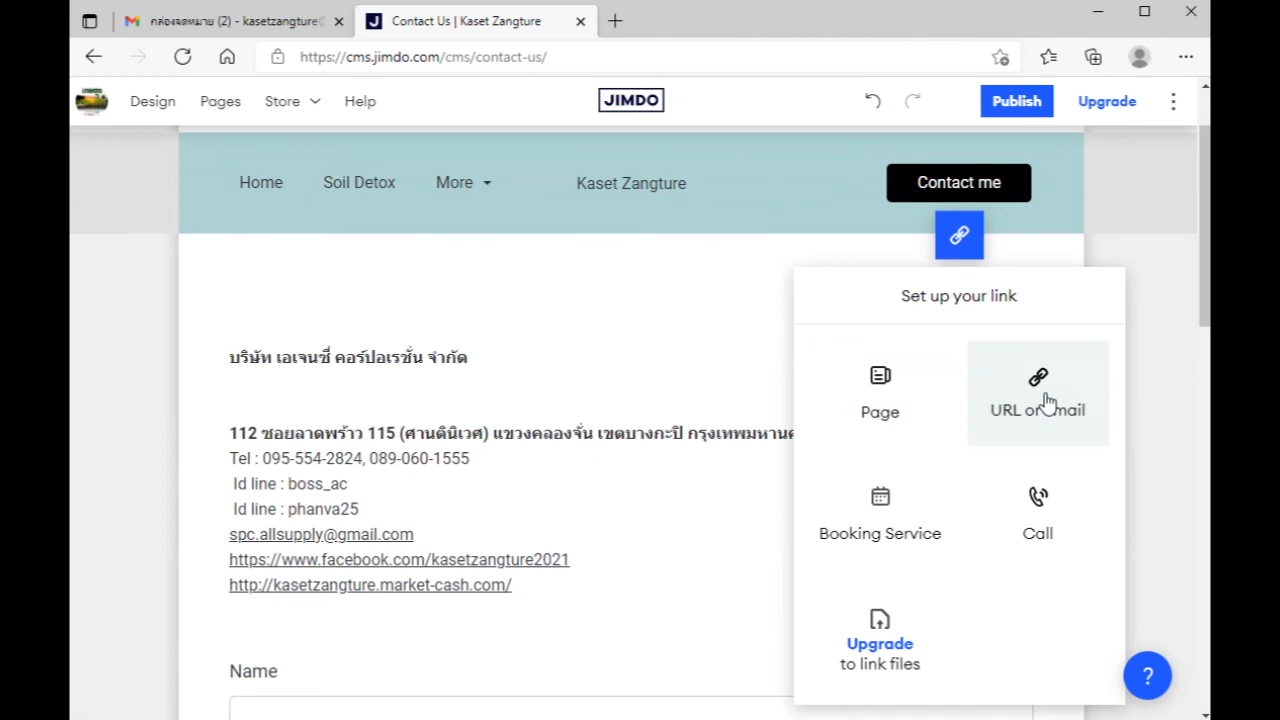 กล่องจดหมาย (2) - kasetzangture@
Contact Us | Kaset Zangture
https://cms.jimdo.com/cms/contact-us/
Design
Pages
Store
Help
JIMDO
Publish
Upgrade
Home
Soil Detox
More
Kaset Zangture
Contact me
Set up your link
Page
URL or email
Booking Service
Call
Upgrade
to link files
บริษัท เอเจนซี่ คอร์ปอเรชั่น จำกัด
112 ซอยลาดพร้าว 115 (ศานตินิเวศ) แขวงคลองจั่น เขตบางกะปิ กรุงเทพมหานค
Tel : 095-554-2824, 089-060-1555
Id line : boss_ac
Id line : phanva25
spc.allsupply@gmail.com
https://www.facebook.com/kasetzangture2021
http://kasetzangture.market-cash.com/
Name
?